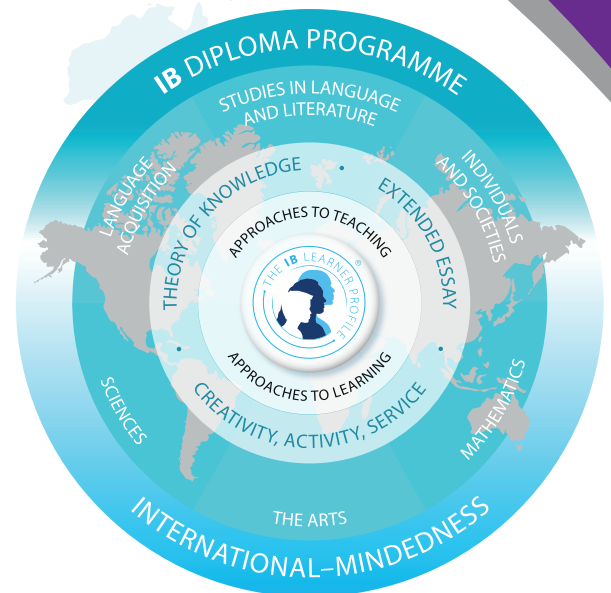 IB DIPLOMA PROGRAMME
STUDIES IN LANGUAGE
AND LITERATURE
LANGUAGE
ACQUISITION
INDIVIDUALS
AND SOCIETIES
THEORY OF KNOWLEDGE
EXTENDED ESSAY
APPROACHES TO TEACHING
THE IB LEARNER PROFILE ®
APPROACHES TO LEARNING
CREATIVITY, ACTIVITY, SERVICE
SCIENCES
MATHEMATICS
THE ARTS
INTERNATIONAL–MINDEDNESS